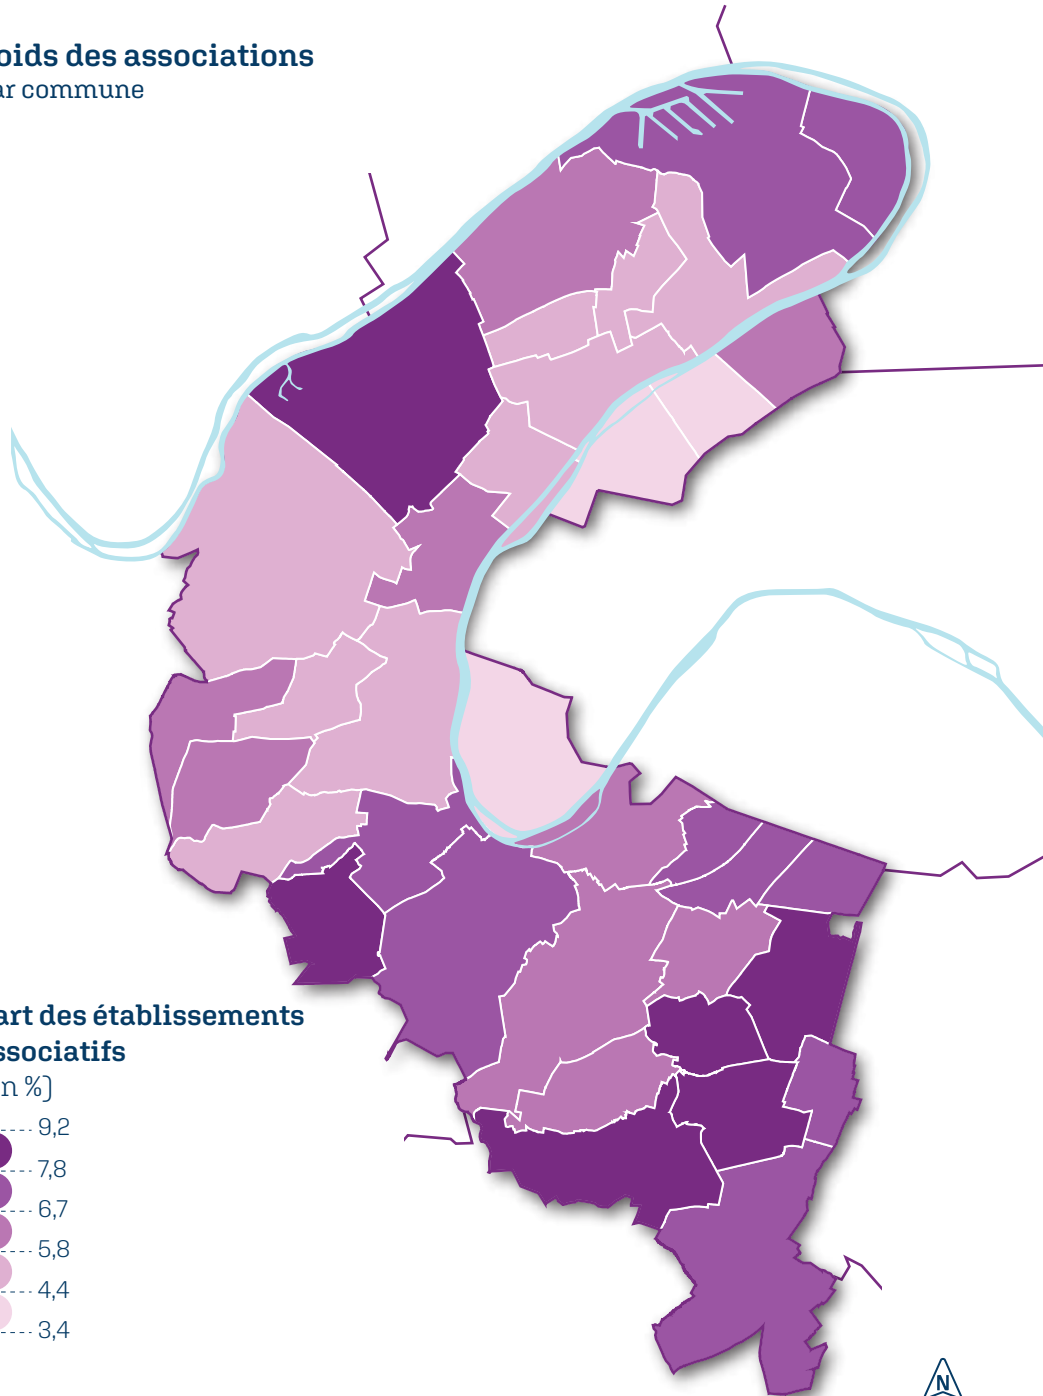 oids des associations
ar commune
art des établissements
ssociatifs
n %)
9,2
7,8
6,7
5,8
4,4
3,4
N